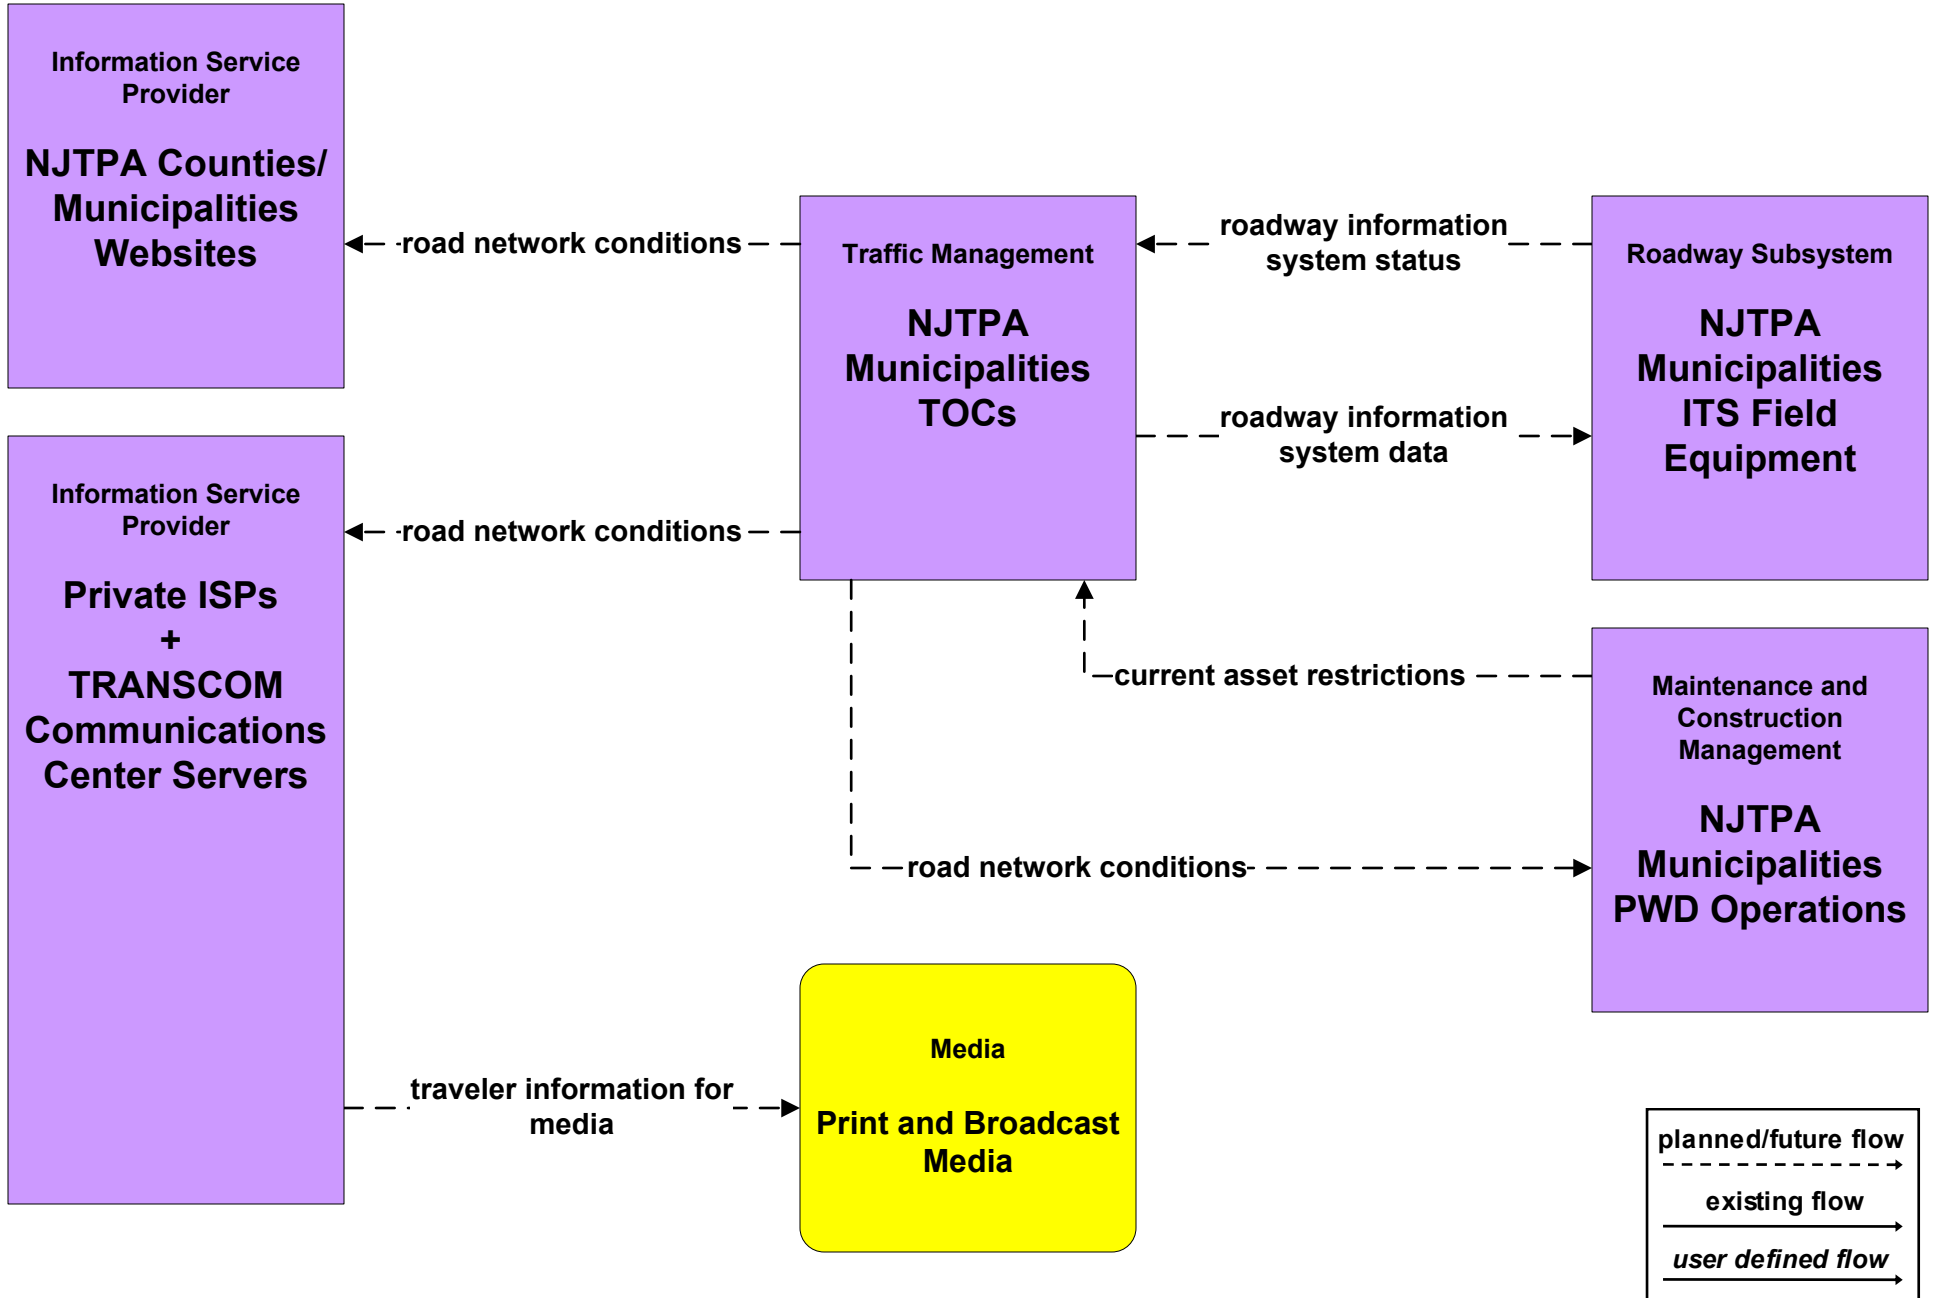 Information Service
Provider
NJTPA Counties/
Municipalities
Websites
road network conditions
Traffic Management
NJTPA
Municipalities
TOCs
roadway information
system status
roadway information
system data
Roadway Subsystem
NJTPA
Municipalities
ITS Field
Equipment
Information Service
Provider
Private ISPs
+
TRANSCOM
Communications
Center Servers
road network conditions
current asset restrictions
road network conditions
Maintenance and
Construction
Management
NJTPA
Municipalities
PWD Operations
traveler information for
media
Media
Print and Broadcast
Media
planned/future flow
existing flow
user defined flow